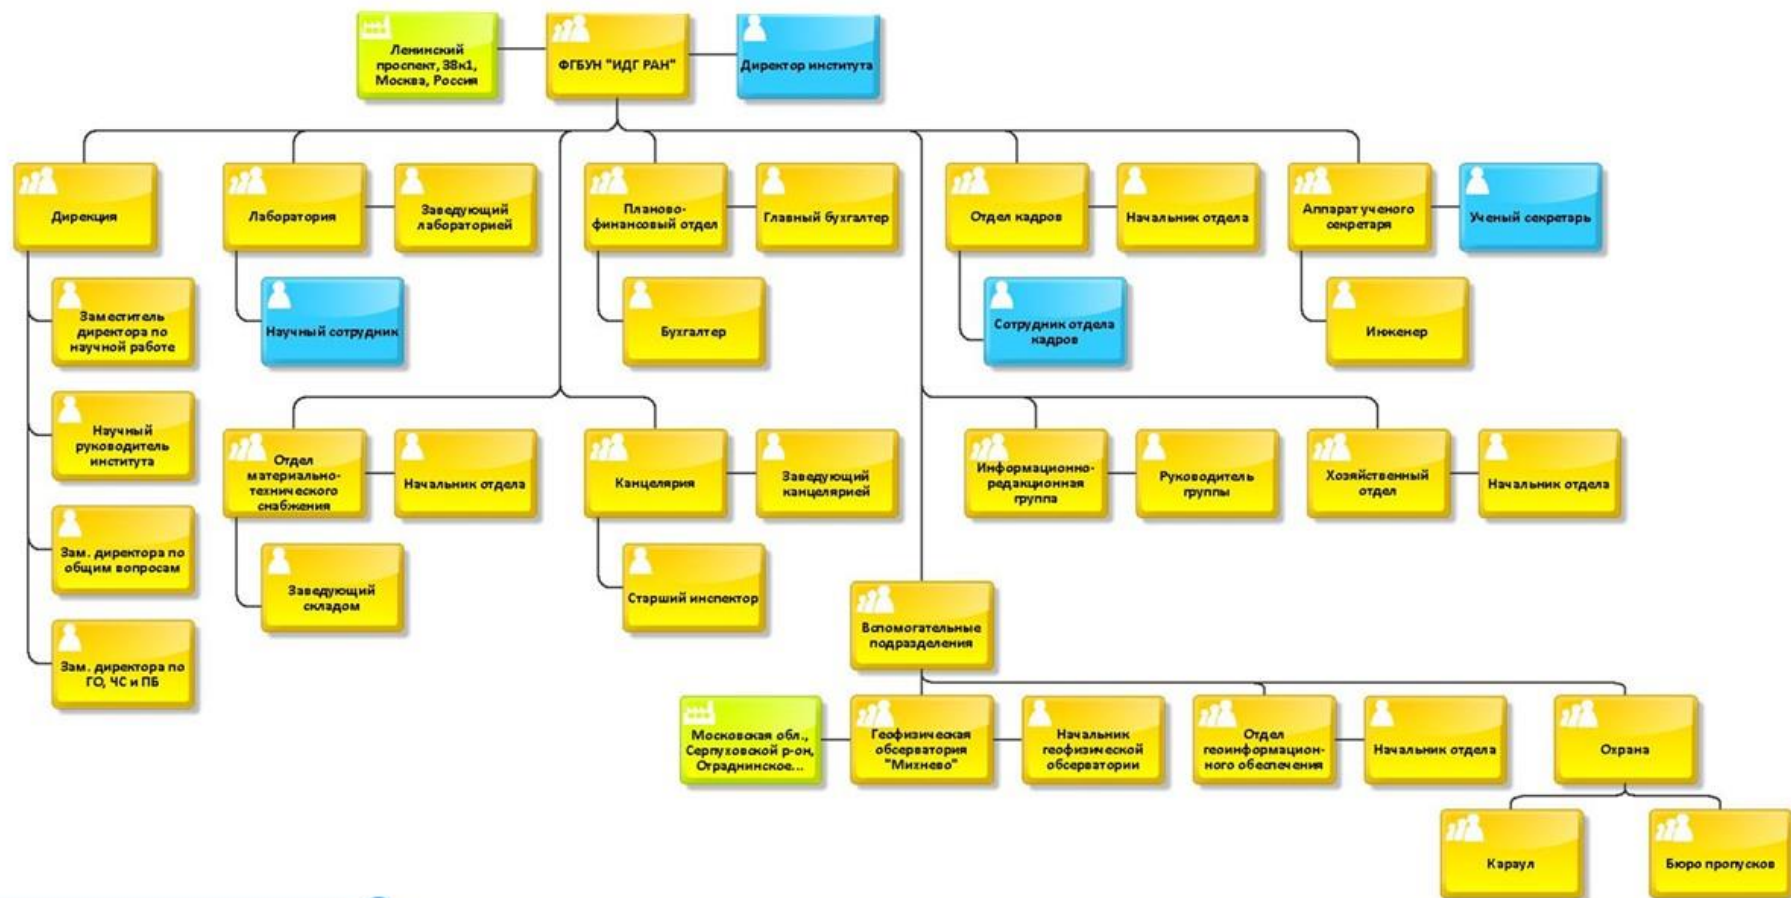 Ленинский
проспект, 38к1,
Москва, Россия
ФГБУН "ИДГ РАН"
Директор института
Дирекция
Лаборатория
Заведующий
лабораторией
Планово-
финансовый отдел
Главный бухгалтер
Отдел кадров
Начальник отдела
Аппарат ученого
секретаря
Ученый секретарь
Заместитель
директора по
научной работе
Научный сотрудник
Бухгалтер
Сотрудник отдела
кадров
Инженер
Научный
руководитель
института
Отдел
материально-
технического
снабжения
Начальник отдела
Канцелярия
Заведующий
канцелярией
Информационно-
редакционная
группа
Руководитель
группы
Хозяйственный
отдел
Начальник отдела
Зам. директора по
общим вопросам
Заведующий
складом
Старший инспектор
Вспомогательные
подразделения
Зам. директора по
ГО, ЧС и ПБ
Московская обл.,
Серпуховской р-он,
Ограднинское...
Геофизическая
обсерватория
"Михнево"
Начальник
геофизической
обсерватории
Отдел
геоинформацион-
ного обеспечения
Начальник отдела
Охрана
Караул
Бюро пропусков